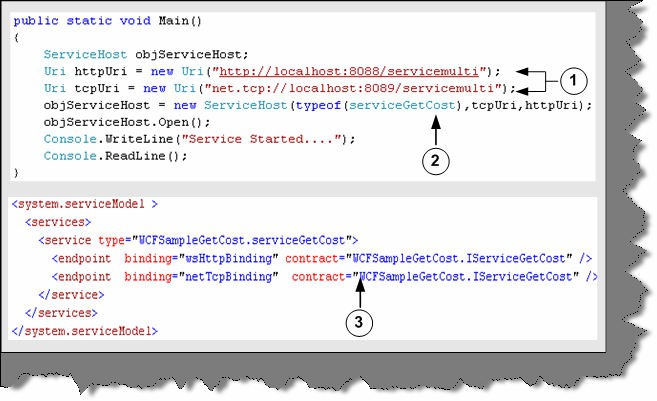 public static void Main()
{
ServiceHost objServiceHost;
Uri httpUri = new Uri("http://localhost:8088/servicemulti");
Uri tcpUri = new Uri("net.tcp://localhost:8089/servicemulti");
1
objServiceHost = new ServiceHost(typeof(serviceGetCost),tcpUri,httpUri);
objServiceHost.Open();
Console.WriteLine("Service Started....");
2
Console.ReadLine();
}
<system.serviceModel >
<services>
<service type="WCFSampleGetCost.serviceGetCost">
<endpoint binding="wsHttpBinding" contract="WCFSampleGetCost.IServiceGetCost" />
<endpoint binding="netTcpBinding" contract="WCFSampleGetCost.IServiceGetCost" />
</service>
</services>
3
</system.serviceModel>